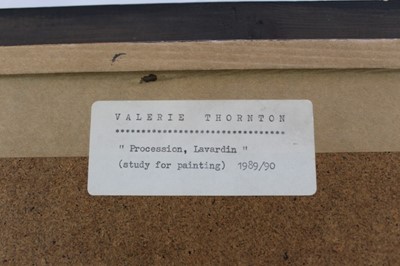 VALERIE THORNTON
********************************
" Procession, Lavardin "
(study for painting) 1989/90